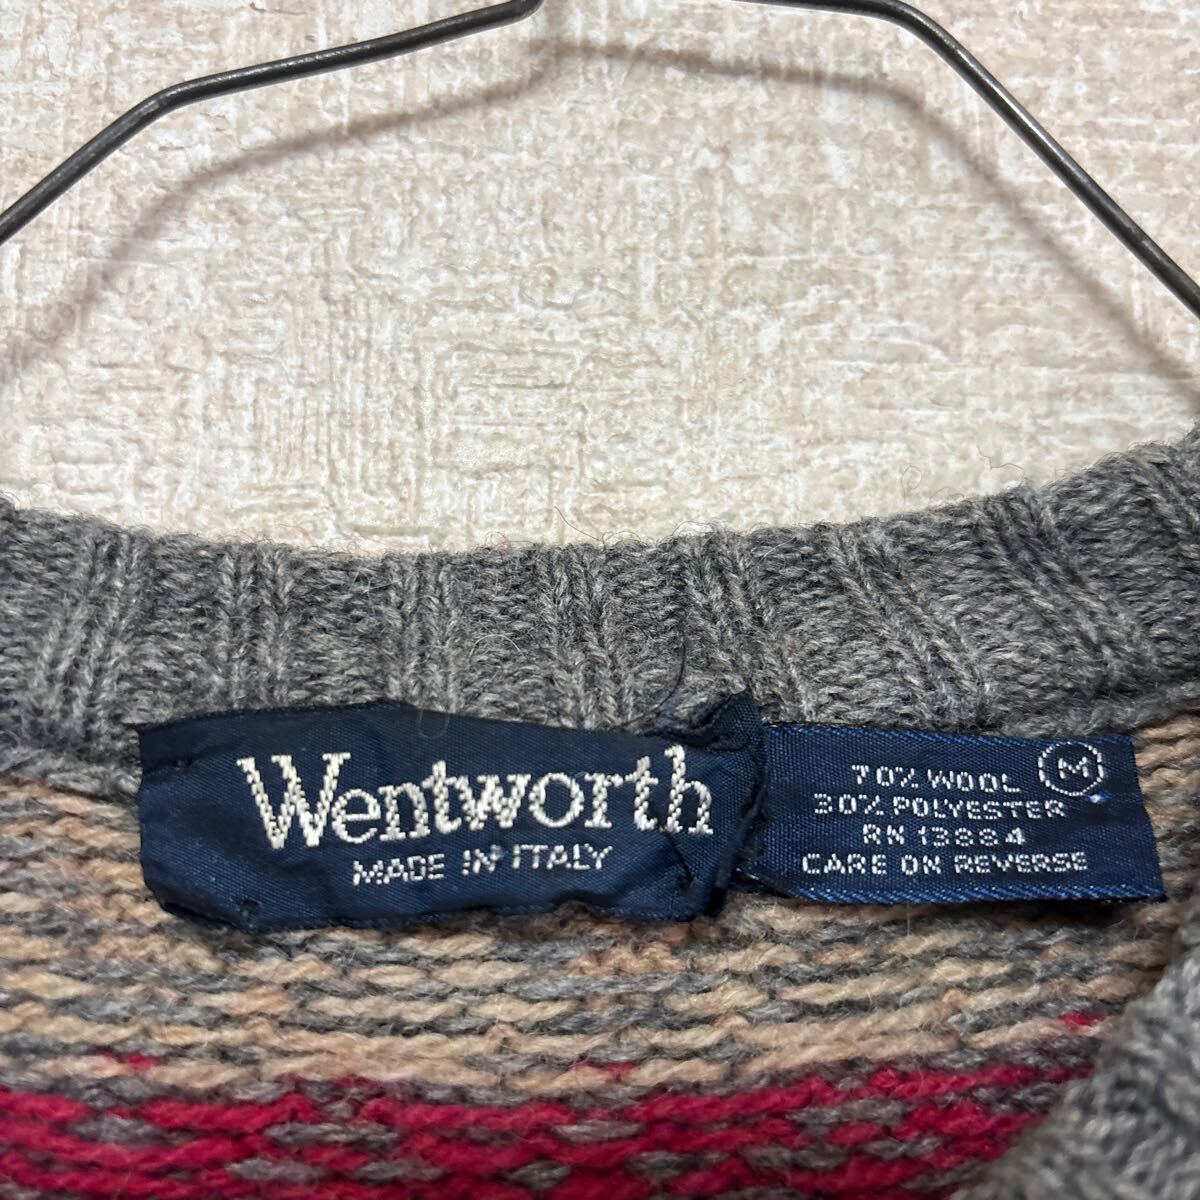 Wentworth
MADE IN ITALY
M
70% WOOL
30% POLYESTER
RN 13884
CARE ON REVERSE